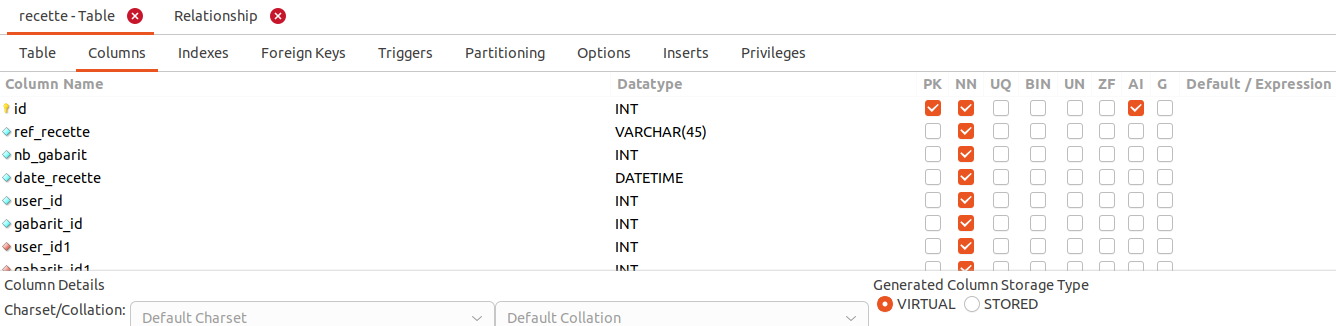 recette - Table Relationship
Table Columns Indexes Foreign Keys Triggers Partitioning Options Inserts Privileges
Column Name Datatype PK NN UQ BIN UN ZF AI G Default / Expression
id INT
ref_recette VARCHAR(45)
nb_gabarit INT
date_recette DATETIME
user_id INT
gabarit_id INT
user_id1 INT
gabarit_id1 INT
Column Details Generated Column Storage Type
Charset/Collation: Default Charset Default Collation VIRTUAL STORED